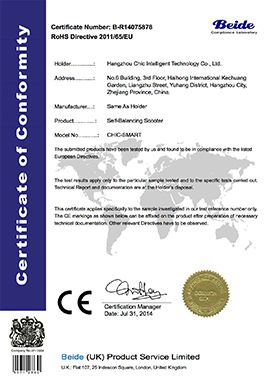 Certificate of Conformity
Certificate Number: B-R14075876
RoHS Directive 2011/65/EU
Beide
Compliance Laboratory
Holder
Hangzhou Chic Intelligent Technology Co., Ltd.
Address
No.6 Building, 3rd Floor, Haihong International Kechuang
Garden, Liangzhu Street, Yuhang District, Hangzhou City,
Zhejiang Province, China.
Manufacturer
Same As Holder
Product
Self-Balancing Scooter
Model
CHIC-SMART
The submitted products have been tested by us and found to be in compliance with the listed
European Directives.
The test results apply only to the particular sample tested and to the specific tests carried out.
Technical Report and documentation are at the Holder's disposal.
This certificate applies specifically to the sample investigated in our test reference number only.
The CE markings as shown below can be affixed on the product after preparation of necessary
technical documentation. Other relevant Directives have to be observed.
CE
Certification Manager
Date: Jul 31, 2014
Beide (UK) Product Service Limited
U.K.: Flat 107, 25 Indescon Square, London, United Kingdom